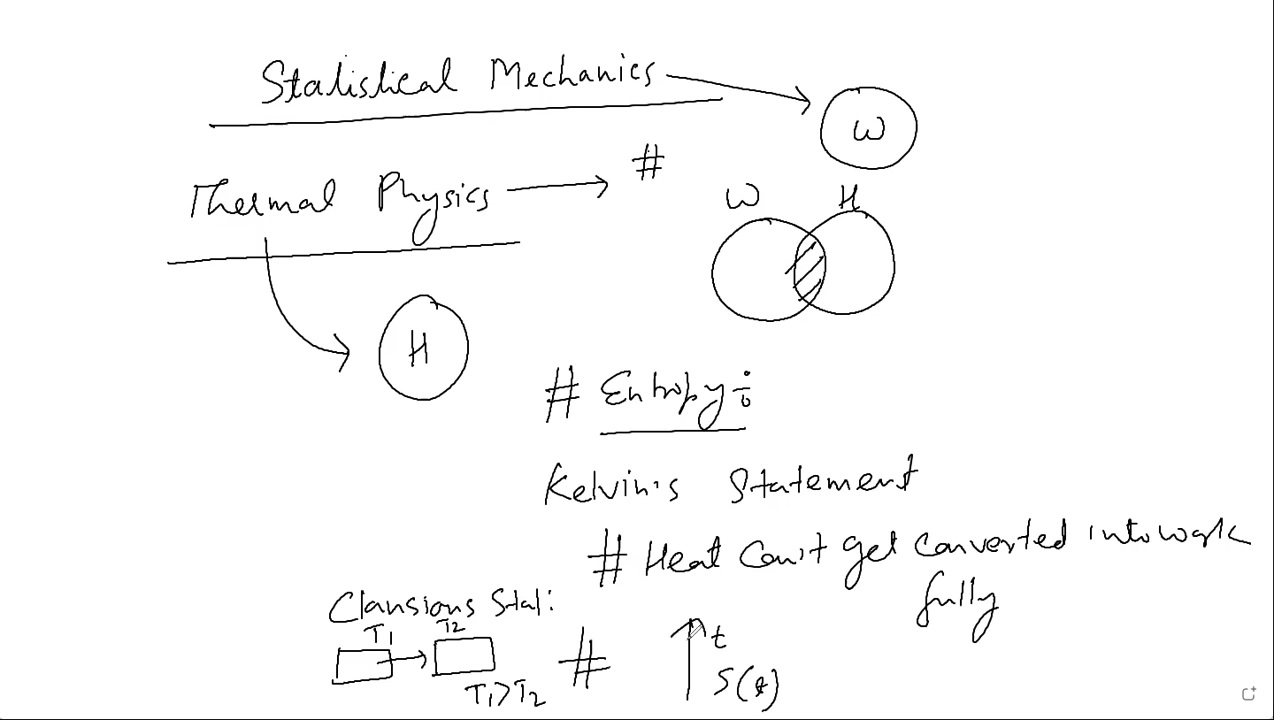 Statistical Mechanics
W
Thermal Physics
#
W H
H
# Entropy:
Kelvin's Statement
# Heat Can't get converted into work
fully
Clansions Stat:
T1 T2
T1>T2
#
t
S(t)